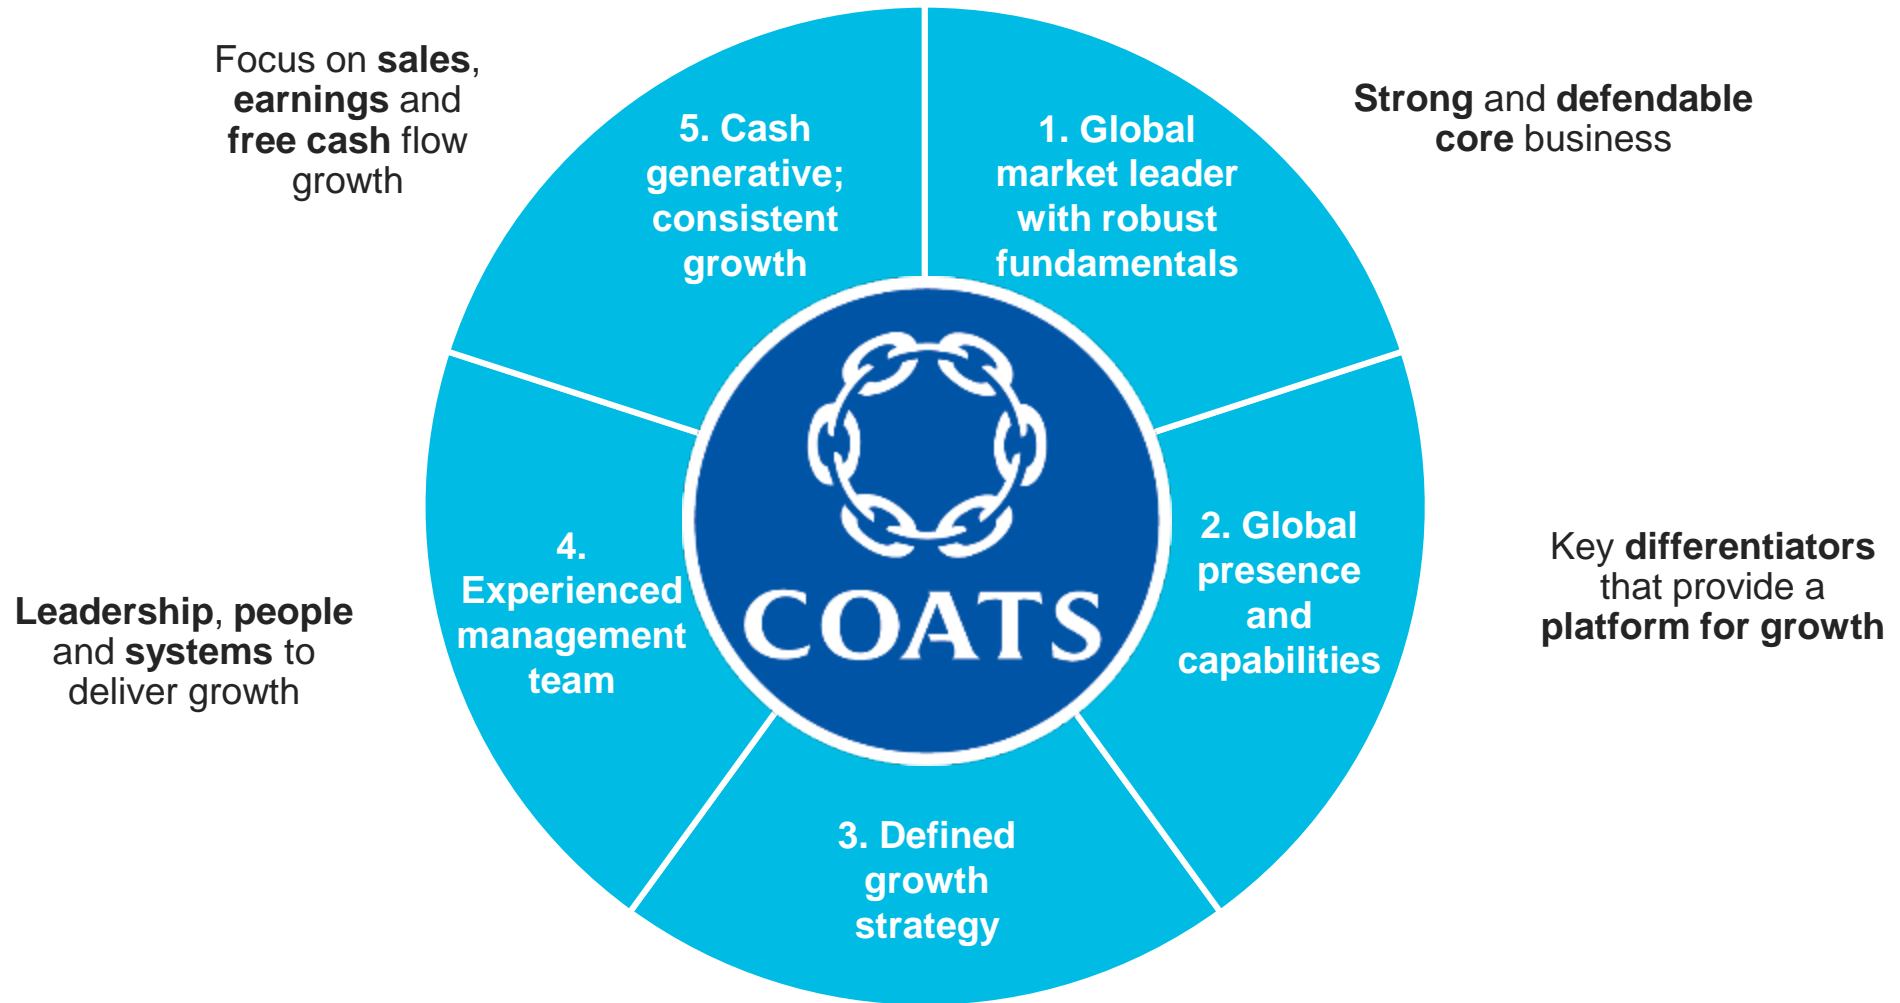 Focus on sales,
earnings and
free cash flow
growth
5. Cash
generative;
consistent
growth
1. Global
market leader
with robust
fundamentals
Strong and defendable
core business
2. Global
presence
and
capabilities
Key differentiators
that provide a
platform for growth
3. Defined
growth
strategy
4.
Experienced
management
team
Leadership, people
and systems to
deliver growth
COATS